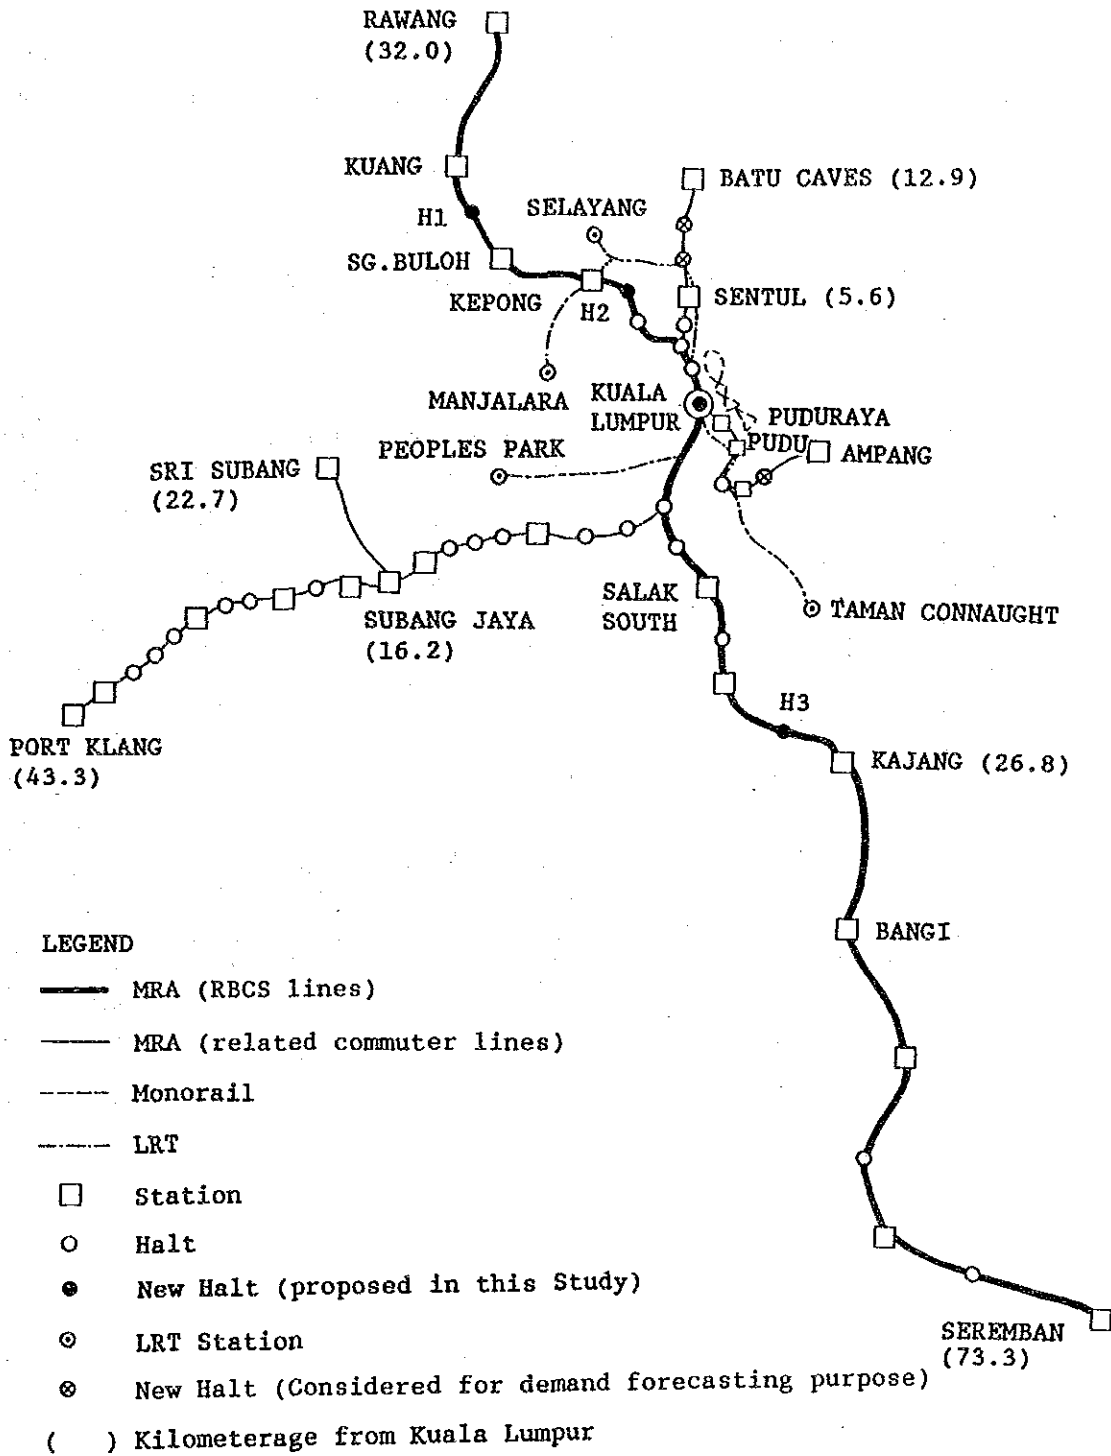 RAWANG
(32.0)
KUANG
BATU CAVES (12.9)
H1
SELAYANG
SG.BULOH
KEPONG
H2
SENTUL (5.6)
MANJALARA
KUALA
LUMPUR
PUDURAYA
PUDU
AMPANG
PEOPLES PARK
SRI SUBANG
(22.7)
SALAK
SOUTH
TAMAN CONNAUGHT
SUBANG JAYA
(16.2)
H3
PORT KLANG
(43.3)
KAJANG (26.8)
BANGI
LEGEND
MRA (RBCS lines)
MRA (related commuter lines)
Monorail
LRT
Station
Halt
New Halt (proposed in this Study)
LRT Station
SEREMBAN
(73.3)
New Halt (Considered for demand forecasting purpose)
( ) Kilometerage from Kuala Lumpur